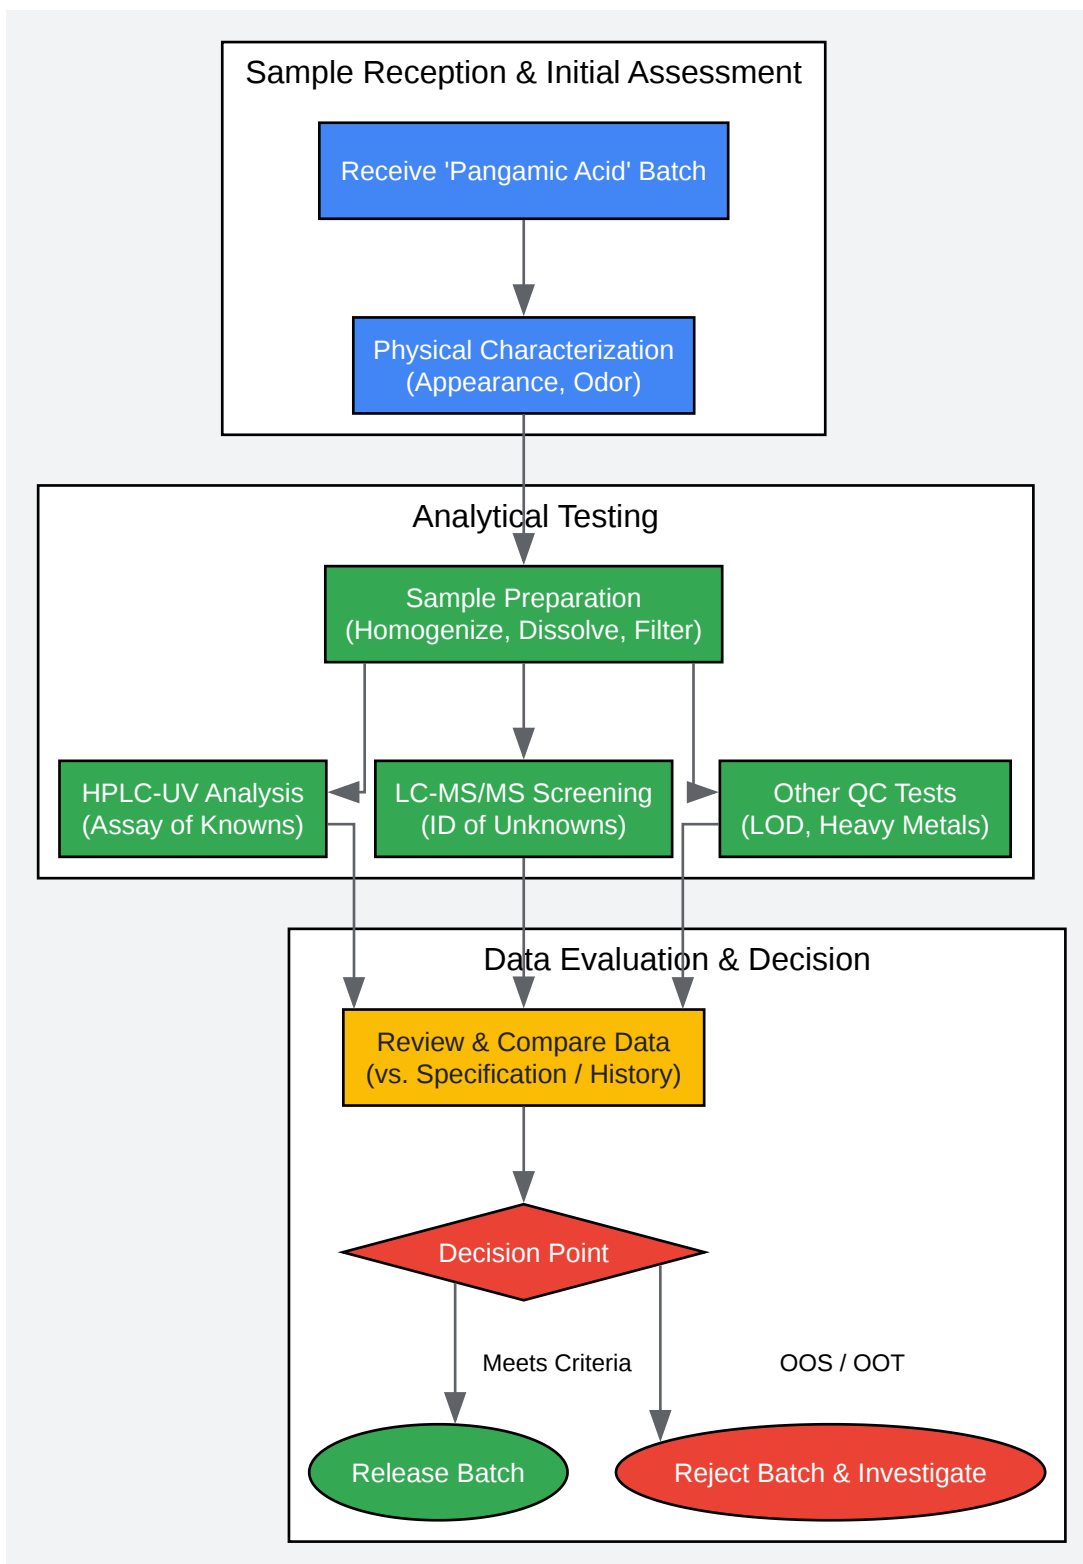 Sample Reception & Initial Assessment
Receive 'Pangamic Acid' Batch
Physical Characterization
(Appearance, Odor)
Analytical Testing
Sample Preparation
(Homogenize, Dissolve, Filter)
HPLC-UV Analysis
(Assay of Knowns)
LC-MS/MS Screening
(ID of Unknowns)
Other QC Tests
(LOD, Heavy Metals)
Data Evaluation & Decision
Review & Compare Data
(vs. Specification / History)
Decision Point
Meets Criteria
OOS / OOT
Release Batch
Reject Batch & Investigate